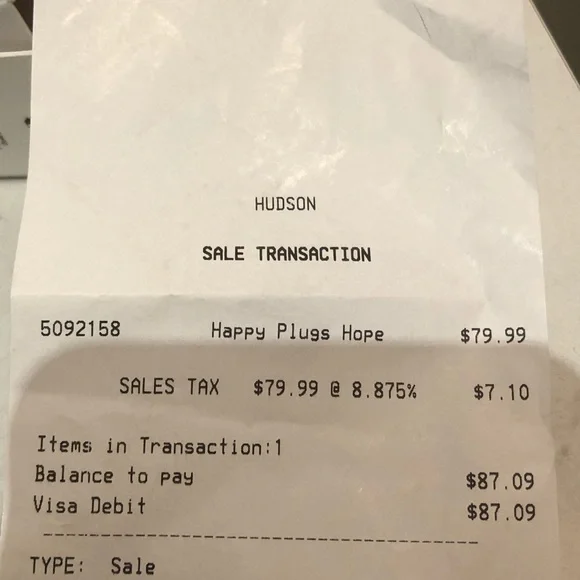 HUDSON
SALE TRANSACTION
5092158 Happy Plugs Hope $79.99
SALES TAX $79.99 @ 8.875% $7.10
Items in Transaction:1
Balance to pay $87.09
Visa Debit $87.09
--------------------------------------
TYPE: Sale